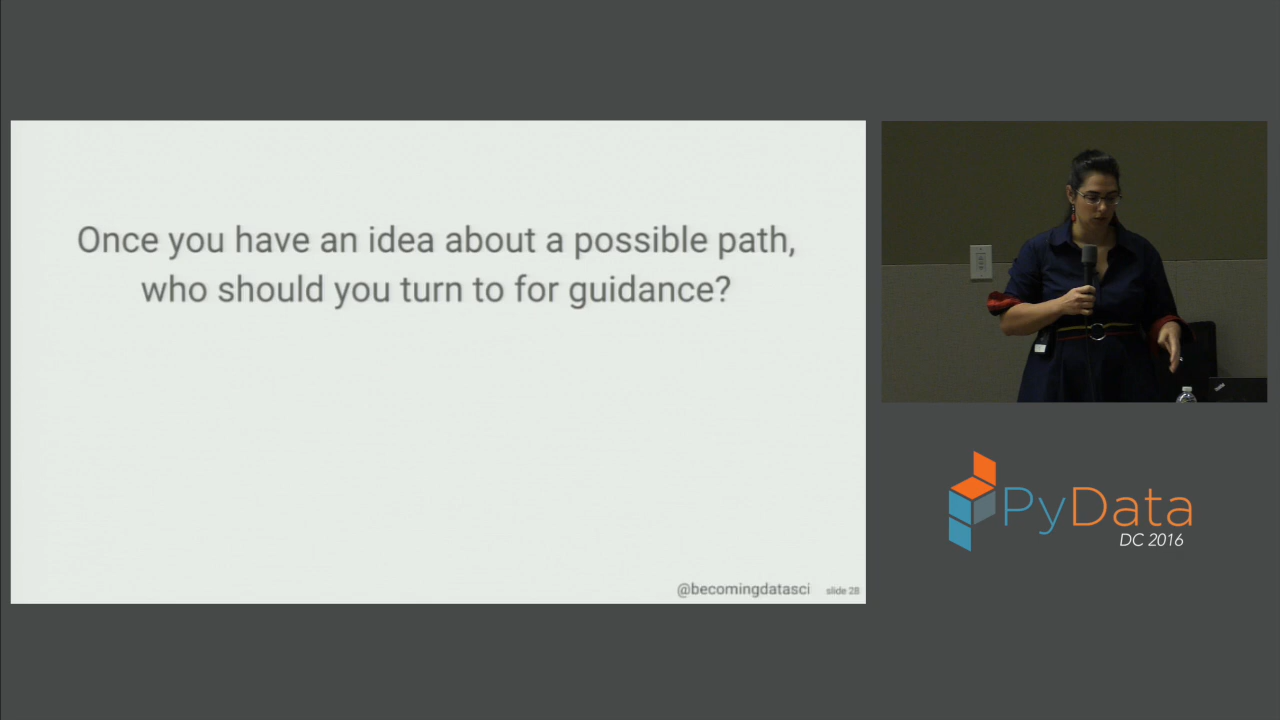 Once you have an idea about a possible path,
who should you turn to for guidance?
@becomingdatasci
slide 28
PyData
DC 2016